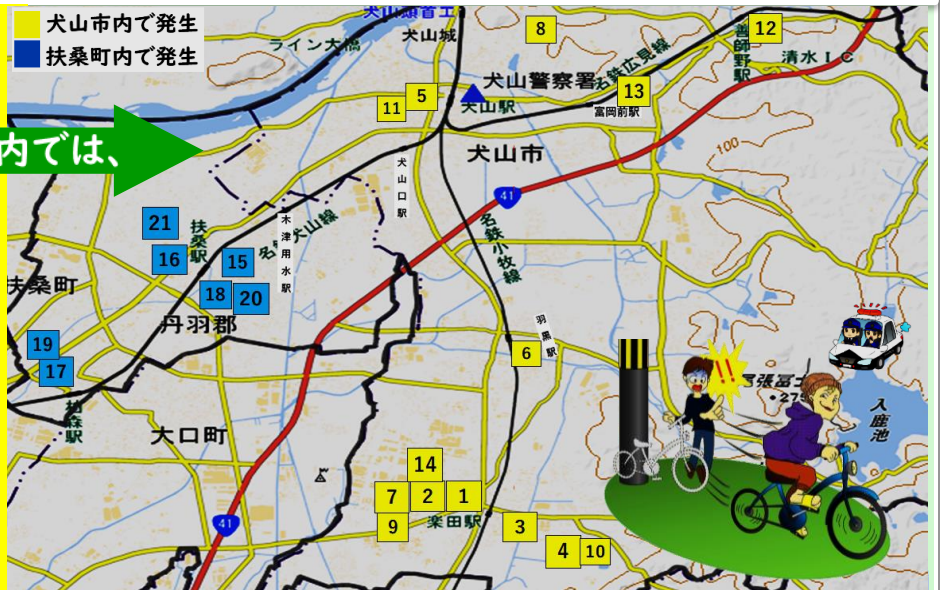 犬山市内で発生
扶桑町内で発生
内では、
犬山頭首工
犬山城
ライン大橋
犬山警察署
犬山駅
名鉄広見線
善師野駅
清水IC
富岡前駅
犬山市
犬山口駅
100
41
扶桑駅
名鉄犬山線
木津用水駅
名鉄小牧線
扶桑町
丹羽郡
羽黒駅
柏森駅
大口町
尾張冨士
・275
入鹿池
楽田駅
41
!!
8
12
5
11
13
21
16
15
18
20
19
17
6
14
7
2
1
9
3
4
10